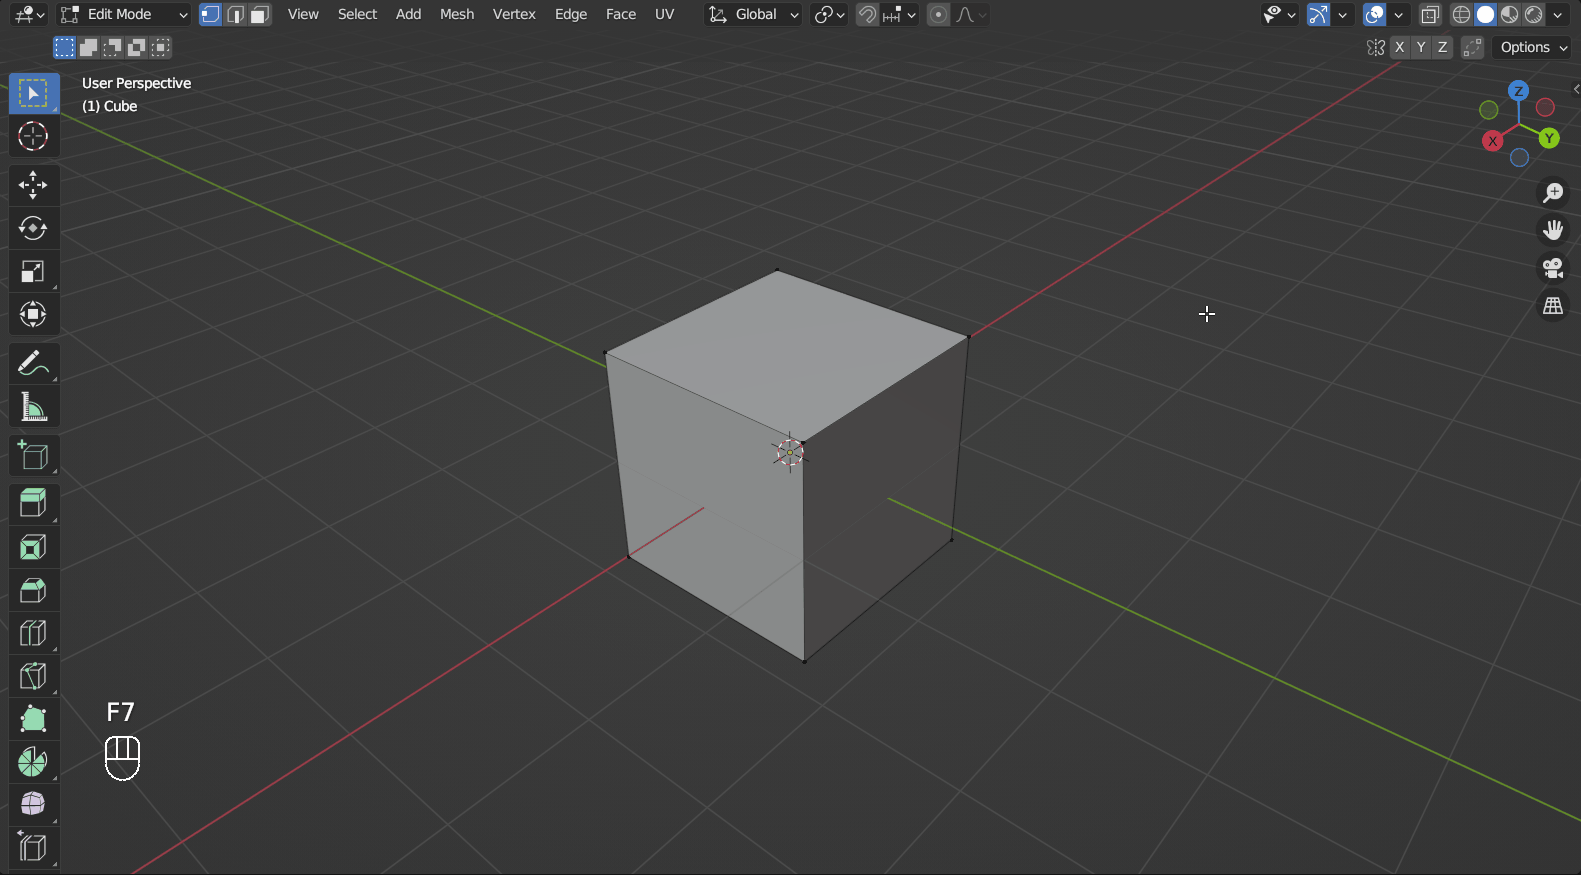 Edit Mode View Select Add Mesh Vertex Edge Face UV Global
X Y Z Options
User Perspective
(1) Cube
Z
Y
X
F7